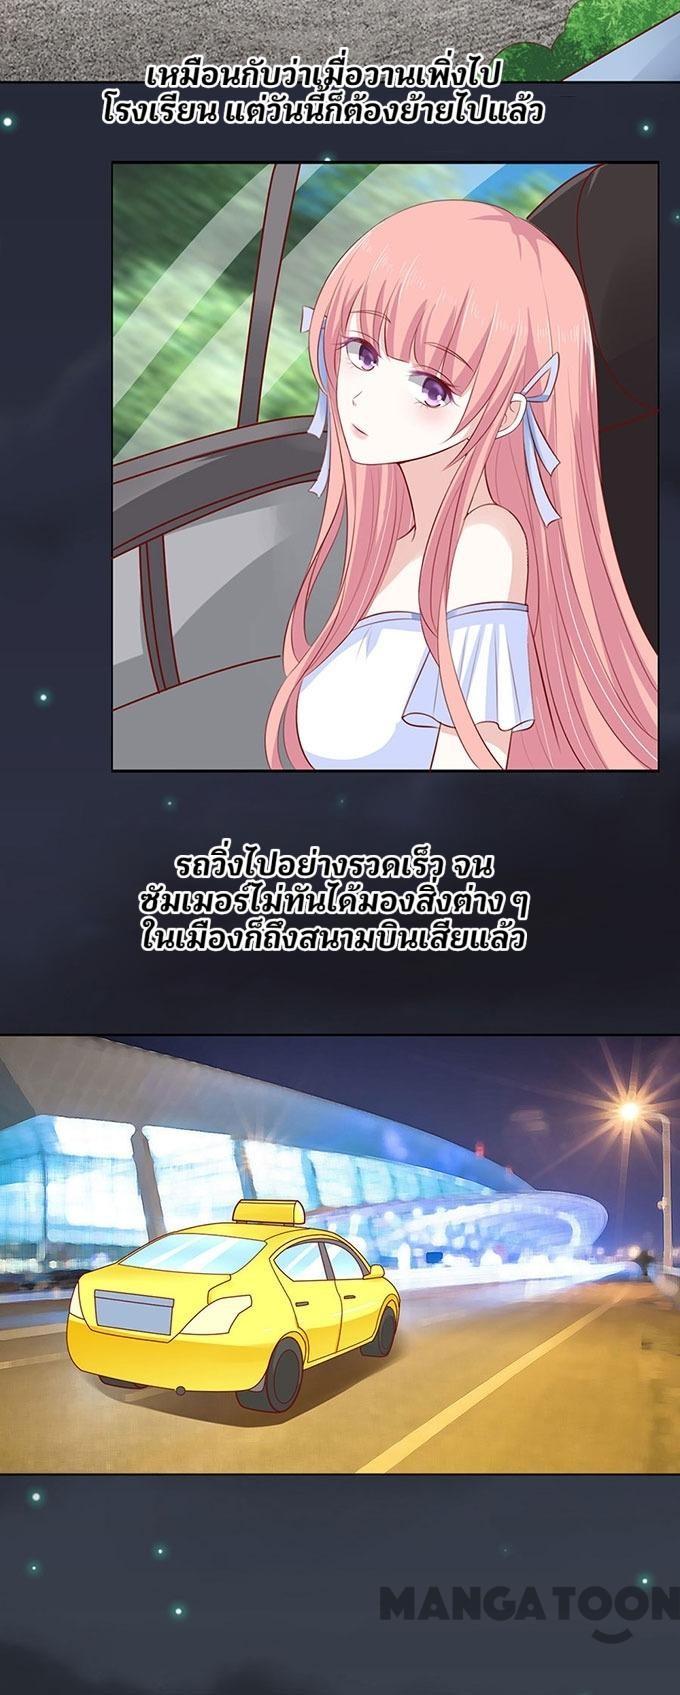 เหมือนกับว่าเมื่อวานเพิ่งไป
โรงเรียน แต่วันนี้ก็ต้องย้ายไปแล้ว
รถวิ่งไปอย่างรวดเร็ว จน
ซัมเมอร์ไม่ทันได้มองสิ่งต่าง ๆ
ในเมืองก็ถึงสนามบินเสียแล้ว
MANGATOON